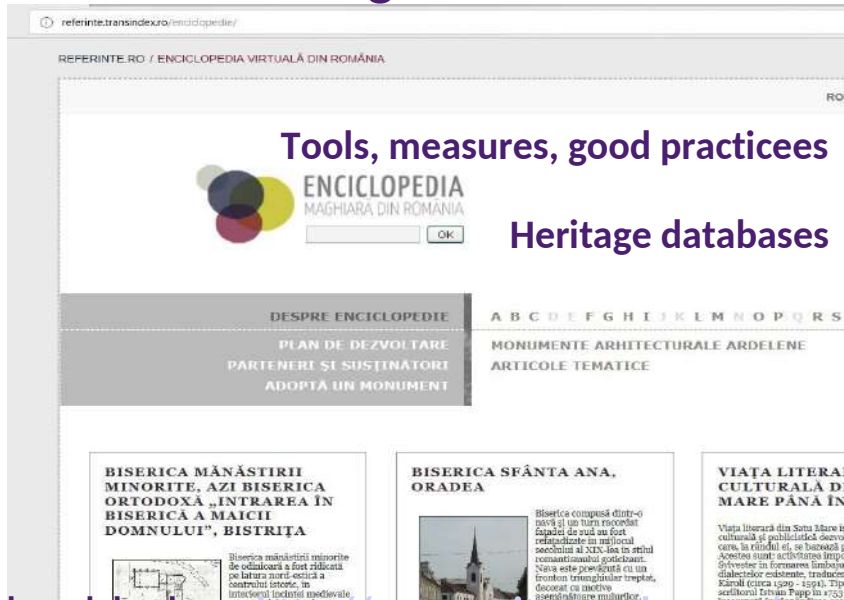 referinte.transindex.ro/enciclopedie/
REFERINTE.RO / ENCICLOPEDIA VIRTUALĂ DIN ROMÂNIA
RO
Tools, measures, good practicees
ENCICLOPEDIA
MAGHIARĂ DIN ROMÂNIA
OK
Heritage databases
DESPRE ENCICLOPEDIE
A B C D E F G H I J K L M N O P Q R S
PLAN DE DEZVOLTARE
MONUMENTE ARHITECTURALE ARDELENE
PARTENERI ȘI SUSȚINĂTORI
ARTICOLE TEMATICE
ADOPTĂ UN MONUMENT
BISERICA MĂNĂSTIRII
MINORITE, AZI BISERICA
ORTODOXĂ „INTRAREA ÎN
BISERICĂ A MAICII
DOMNULUI”, BISTRIȚA
Biserica mănăstirii minorite
de odinioară a fost ridicată
pe latura nord-estică a
centrului istoric, în
interiorul incintei medievale
BISERICA SFÂNTA ANA,
ORADEA
Biserica compusă dintr-o
navă și un turn racordat
fațadei de sud au fost
refațadizate în mijlocul
secolului al XIX-lea în stilul
romantismului goticizant.
Nava este prevăzută cu un
fronton triunghiular treptat,
decorat cu motive
asemănătoare mulurilor.
VIAȚA LITERA
CULTURALĂ D
MARE PÂNĂ ÎN
Viața literară din Satu Mare
culturală și publicistică dezvo
care, la rândul ei, se bazează
Acestea sunt: activitatea
Sylvester în formarea
dialectelor existente, traducer
Károli (circa 1529 - 1591).
scriitorul István Papp în 1753